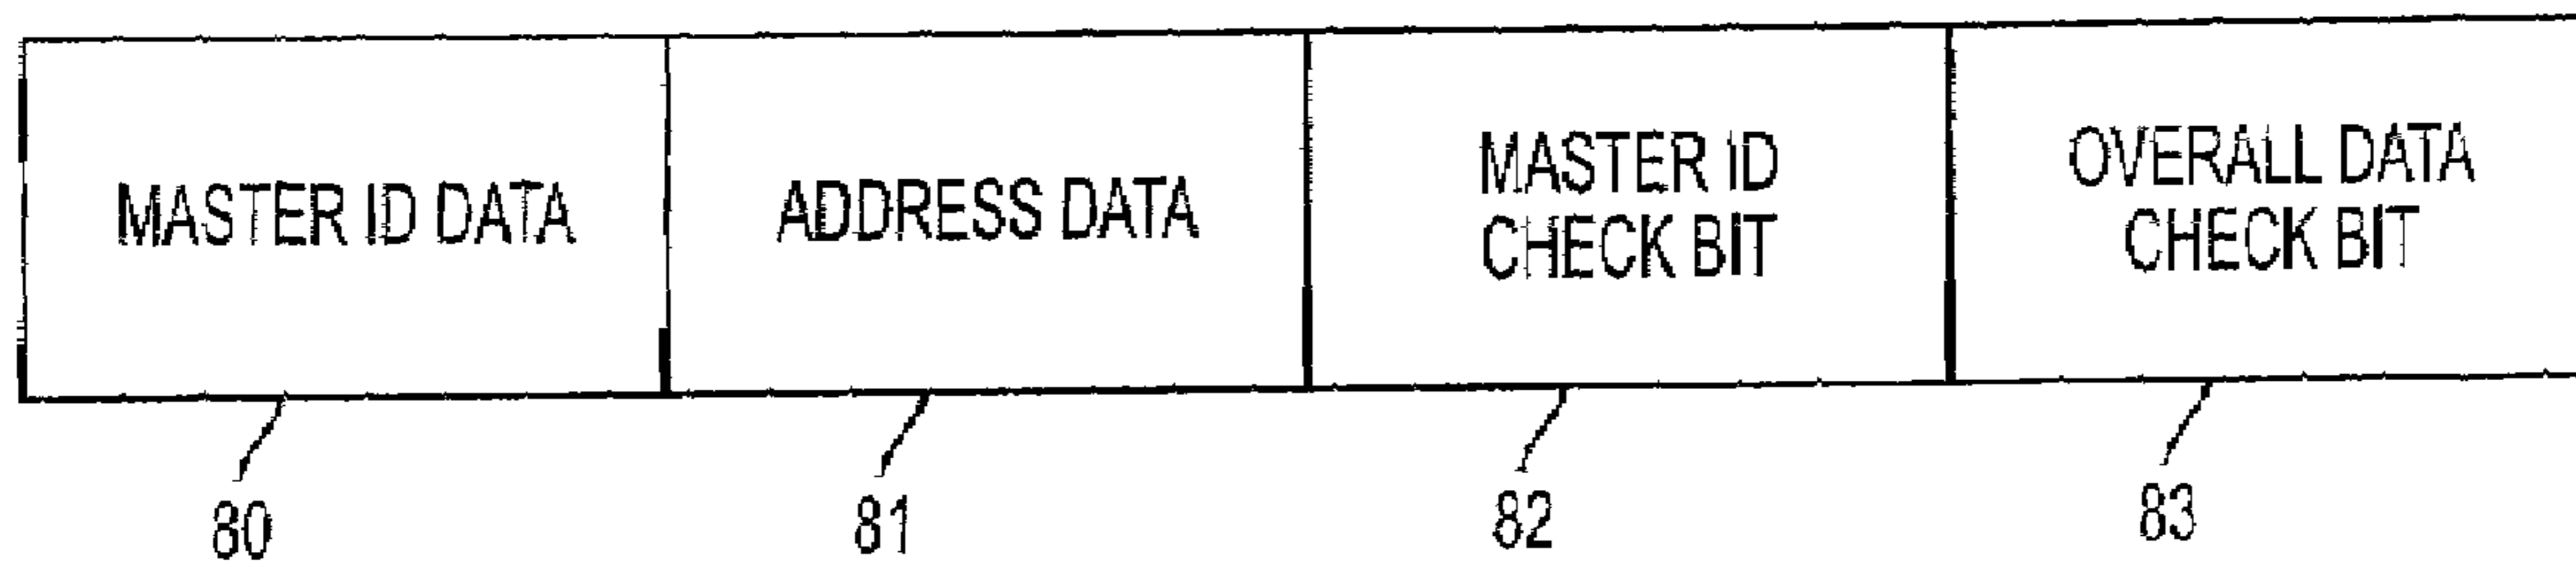 MASTER ID DATA
ADDRESS DATA
MASTER ID
CHECK BIT
OVERALL DATA
CHECK BIT
80
81
82
83